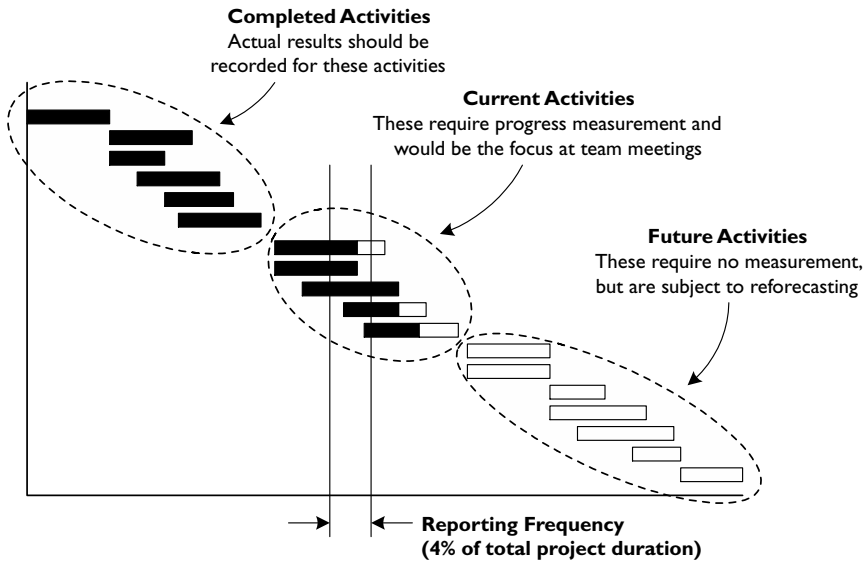 Completed Activities
Actual results should be
recorded for these activities
Current Activities
These require progress measurement and
would be the focus at team meetings
Future Activities
These require no measurement,
but are subject to reforecasting
Reporting Frequency
(4% of total project duration)